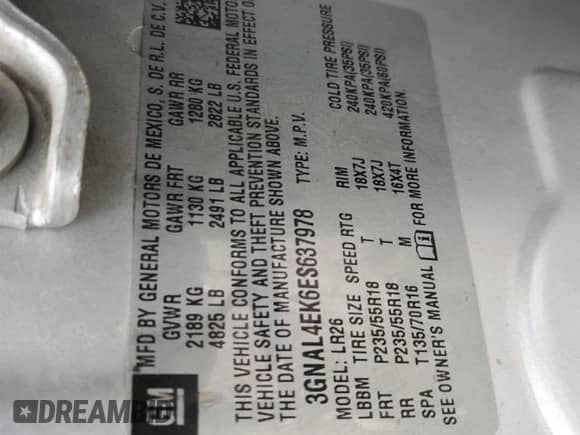 *MFD BY GENERAL MOTORS DE MEXICO, S. DE R.L. DE C.V.
GVWR GAWR FRT GAWR RR
2189 KG 1130 KG 1280 KG
4825 LB 2491 LB 2822 LB
THIS VEHICLE CONFORMS TO ALL APPLICABLE U.S. FEDERAL MOTO
VEHICLE SAFETY AND THEFT PREVENTION STANDARDS IN EFFECT O
THE DATE OF MANUFACTURE SHOWN ABOVE.
3GNAL4EK6ES637978 TYPE: M.P.V.
MODEL: LR26
LBBM TIRE SIZE SPEED RTG RIM COLD TIRE PRESSURE
FRT P235/55R18 T 18X7J 240KPA(35PSI)
RR P235/55R18 T 18X7J 240KPA(35PSI)
SPA T135/70R16 M 16X4T 420KPA(60PSI)
SEE OWNER'S MANUAL i FOR MORE INFORMATION.
GM
DREAMBID